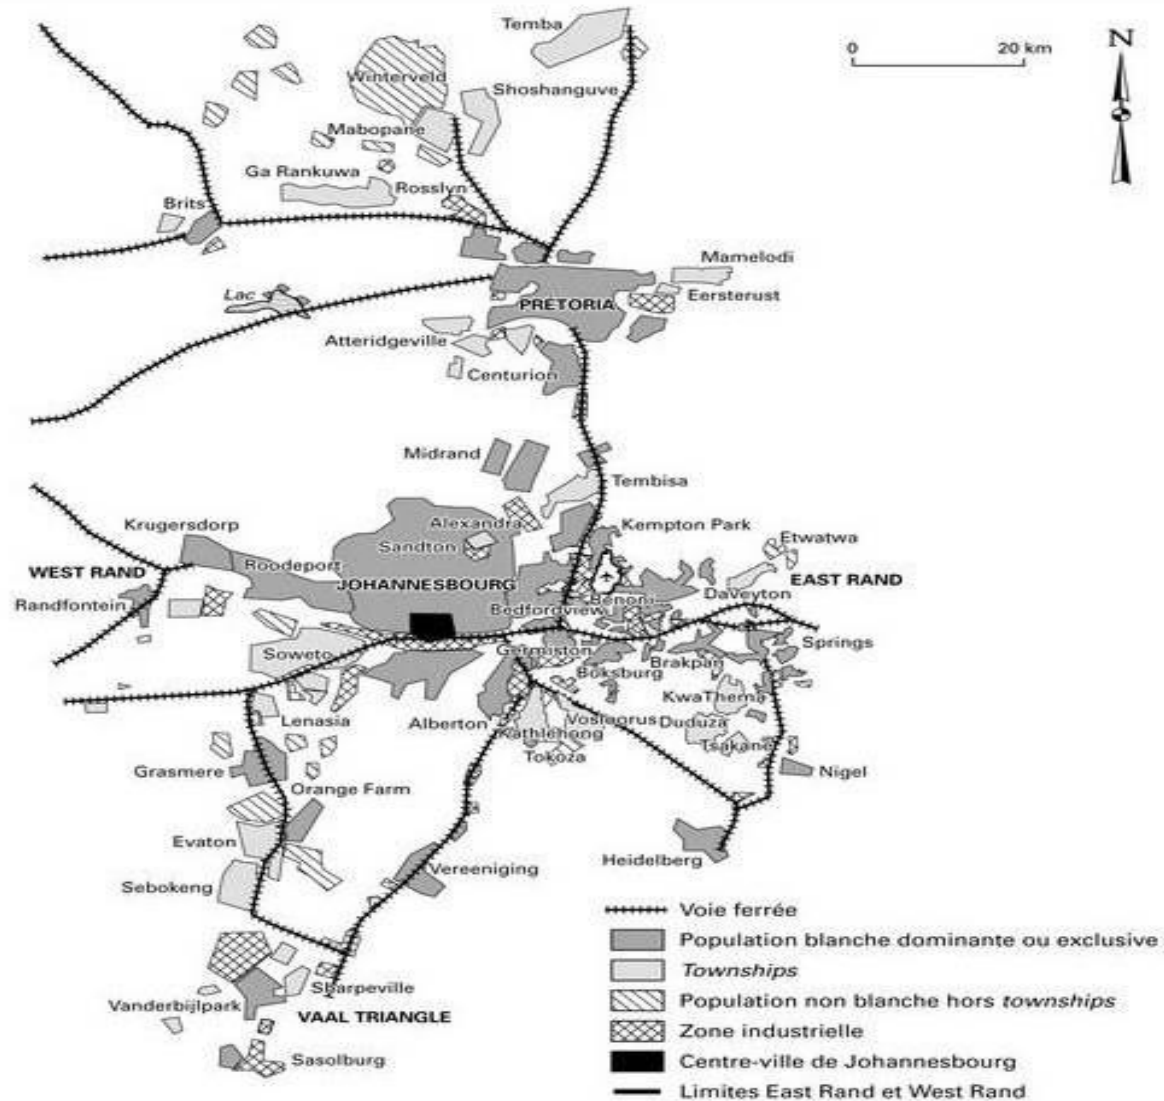 Temba
0 20 km
N
Winterveld
Shoshanguve
Mabopane
Ga Rankuwa
Rosslyn
Brits
Mamelodi
Lac
Eersterust
PRETORIA
Atteridgeville
Centurion
Midrand
Tembisa
Krugersdorp
Alexandra
Kempton Park
Etwatwa
Sandton
Roodeport
WEST RAND
JOHANNESBOURG
EAST RAND
Randfontein
Benoni
Daveyton
Bedfordview
Springs
Soweto
Germiston
Brakpan
Boksburg
KwaThema
Lenasia
Alberton
Vosloorus
Duduza
Kathlehong
Tsakane
Tokoza
Grasmere
Nigel
Orange Farm
Evaton
Heidelberg
Vereeniging
Sebokeng
Sharpeville
Vanderbijlpark
VAAL TRIANGLE
Sasolburg
Voie ferrée
Population blanche dominante ou exclusive
Townships
Population non blanche hors townships
Zone industrielle
Centre-ville de Johannesbourg
Limites East Rand et West Rand